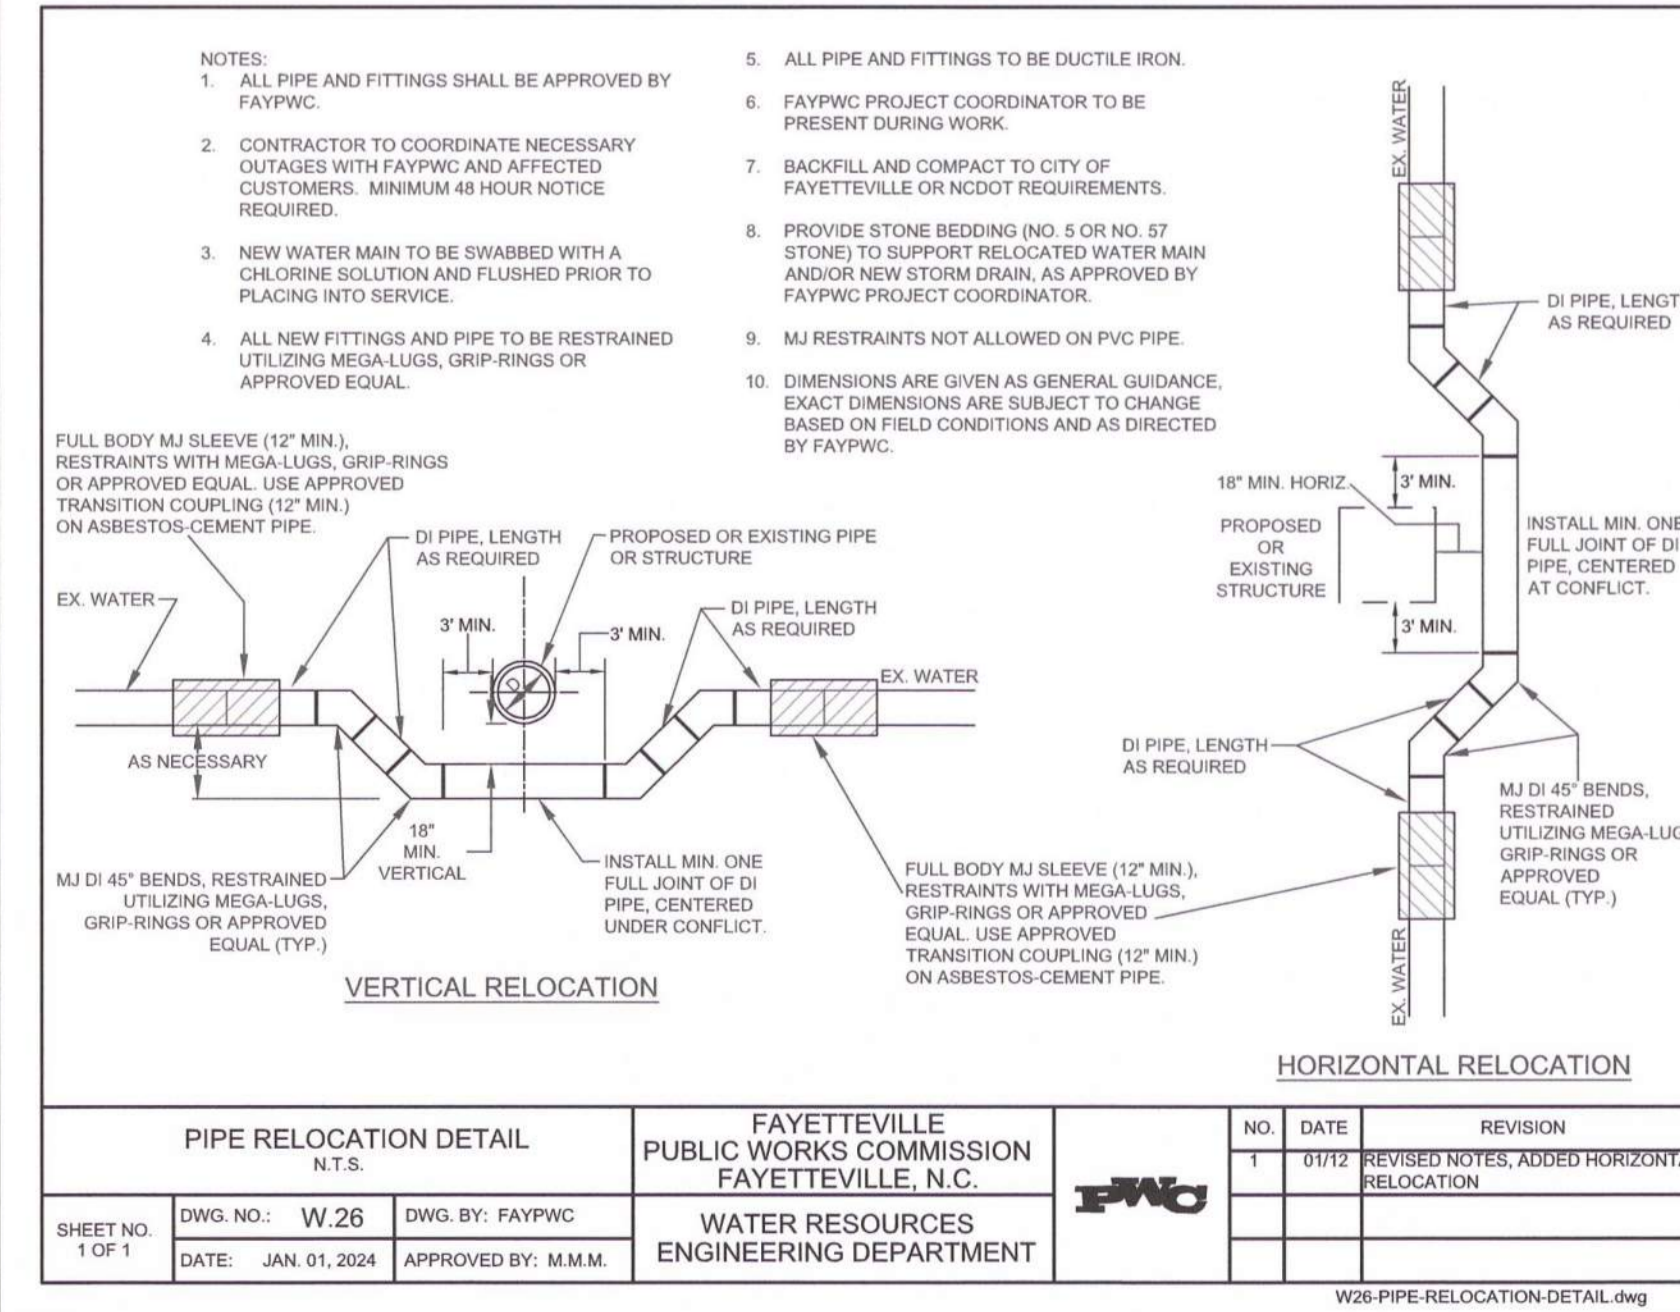 NOTES:
1. ALL PIPE AND FITTINGS SHALL BE APPROVED BY
FAYPWC.
2. CONTRACTOR TO COORDINATE NECESSARY
OUTAGES WITH FAYPWC AND AFFECTED
CUSTOMERS. MINIMUM 48 HOUR NOTICE
REQUIRED.
3. NEW WATER MAIN TO BE SWABBED WITH A
CHLORINE SOLUTION AND FLUSHED PRIOR TO
PLACING INTO SERVICE.
4. ALL NEW FITTINGS AND PIPE TO BE RESTRAINED
UTILIZING MEGA-LUGS, GRIP-RINGS OR
APPROVED EQUAL.
5. ALL PIPE AND FITTINGS TO BE DUCTILE IRON.
6. FAYPWC PROJECT COORDINATOR TO BE
PRESENT DURING WORK.
7. BACKFILL AND COMPACT TO CITY OF
FAYETTEVILLE OR NCDOT REQUIREMENTS.
8. PROVIDE STONE BEDDING (NO. 5 OR NO. 57
STONE) TO SUPPORT RELOCATED WATER MAIN
AND/OR NEW STORM DRAIN, AS APPROVED BY
FAYPWC PROJECT COORDINATOR.
9. MJ RESTRAINTS NOT ALLOWED ON PVC PIPE.
10. DIMENSIONS ARE GIVEN AS GENERAL GUIDANCE,
EXACT DIMENSIONS ARE SUBJECT TO CHANGE
BASED ON FIELD CONDITIONS AND AS DIRECTED
BY FAYPWC.
FULL BODY MJ SLEEVE (12" MIN.),
RESTRAINTS WITH MEGA-LUGS, GRIP-RINGS
OR APPROVED EQUAL. USE APPROVED
TRANSITION COUPLING (12" MIN.)
ON ASBESTOS-CEMENT PIPE.
DI PIPE, LENGTH
AS REQUIRED
PROPOSED OR EXISTING PIPE
OR STRUCTURE
EX. WATER
3' MIN.
3' MIN.
DI PIPE, LENGTH
AS REQUIRED
D
EX. WATER
AS NECESSARY
18"
MIN.
VERTICAL
MJ DI 45° BENDS, RESTRAINED
UTILIZING MEGA-LUGS,
GRIP-RINGS OR APPROVED
EQUAL (TYP.)
INSTALL MIN. ONE
FULL JOINT OF DI
PIPE, CENTERED
UNDER CONFLICT.
FULL BODY MJ SLEEVE (12" MIN.),
RESTRAINTS WITH MEGA-LUGS,
GRIP-RINGS OR APPROVED
EQUAL. USE APPROVED
TRANSITION COUPLING (12" MIN.)
ON ASBESTOS-CEMENT PIPE.
VERTICAL RELOCATION
EX. WATER
DI PIPE, LENGT
AS REQUIRED
18" MIN. HORIZ.
3' MIN.
PROPOSED
OR
EXISTING
STRUCTURE
INSTALL MIN. ONE
FULL JOINT OF DI
PIPE, CENTERED
AT CONFLICT.
3' MIN.
DI PIPE, LENGTH
AS REQUIRED
MJ DI 45° BENDS,
RESTRAINED
UTILIZING MEGA-LUG
GRIP-RINGS OR
APPROVED
EQUAL (TYP.)
EX. WATER
HORIZONTAL RELOCATION
PIPE RELOCATION DETAIL
N.T.S.
SHEET NO.
1 OF 1
DWG. NO.: W.26
DWG. BY: FAYPWC
DATE: JAN. 01, 2024
APPROVED BY: M.M.M.
FAYETTEVILLE
PUBLIC WORKS COMMISSION
FAYETTEVILLE, N.C.
WATER RESOURCES
ENGINEERING DEPARTMENT
PWC
NO. DATE REVISION
1 01/12 REVISED NOTES, ADDED HORIZONT
RELOCATION
W26-PIPE-RELOCATION-DETAIL.dwg